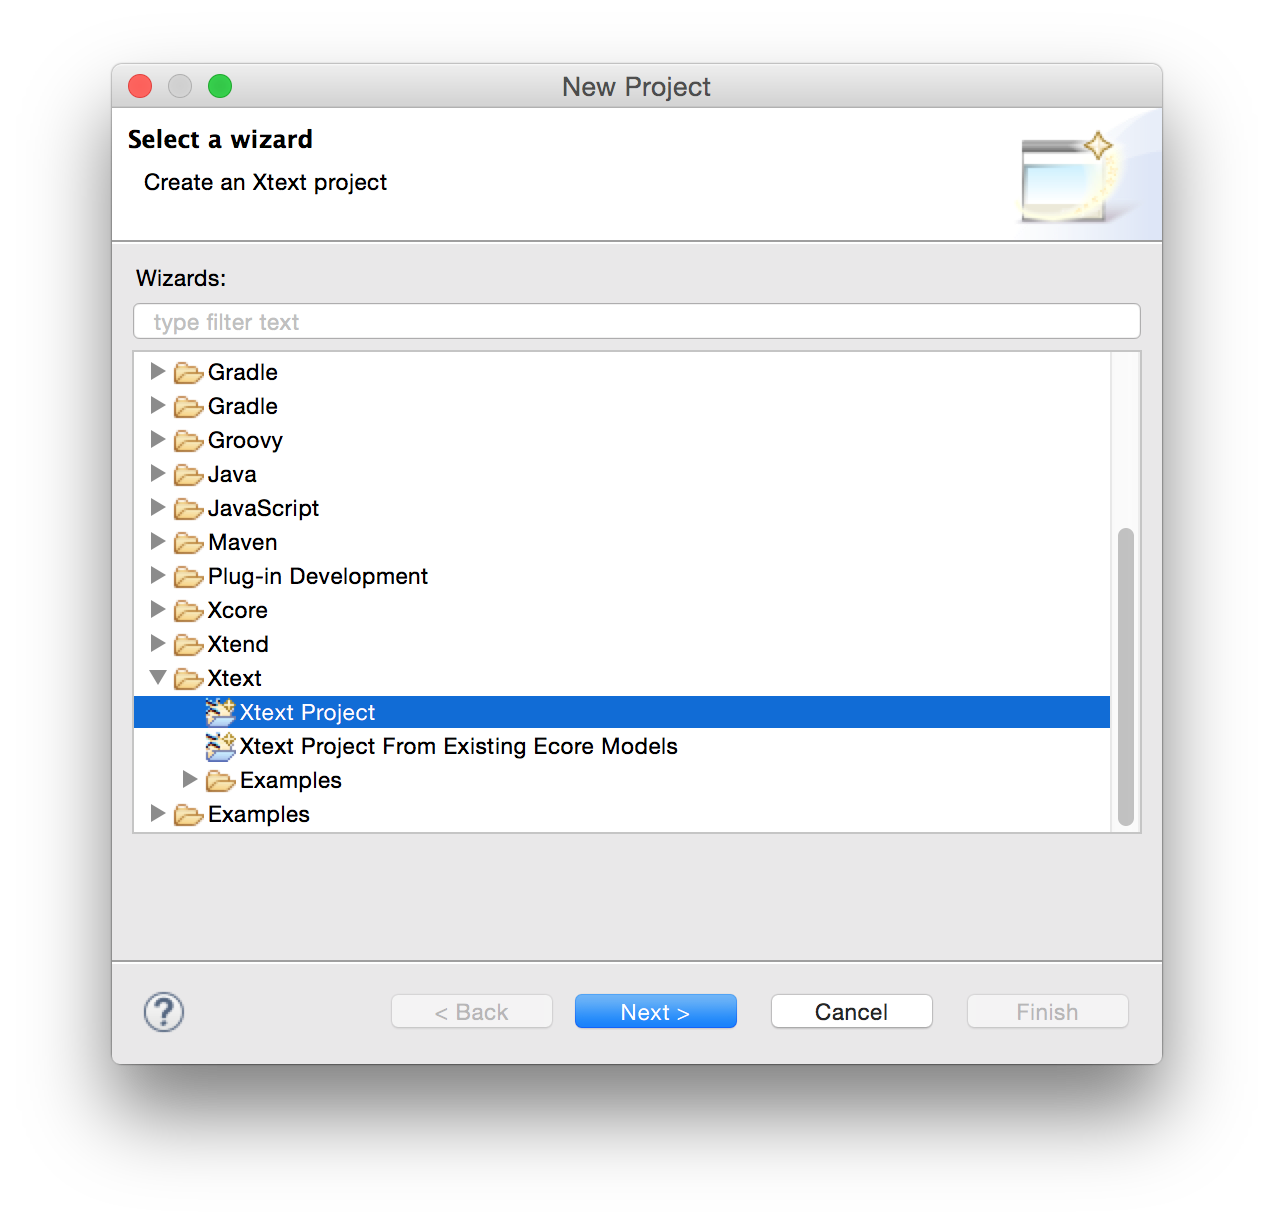 New Project
Select a wizard
Create an Xtext project
Wizards:
type filter text
Gradle
Gradle
Groovy
Java
JavaScript
Maven
Plug-in Development
Xcore
Xtend
Xtext
Xtext Project
Xtext Project From Existing Ecore Models
Examples
Examples
? < Back Next > Cancel Finish